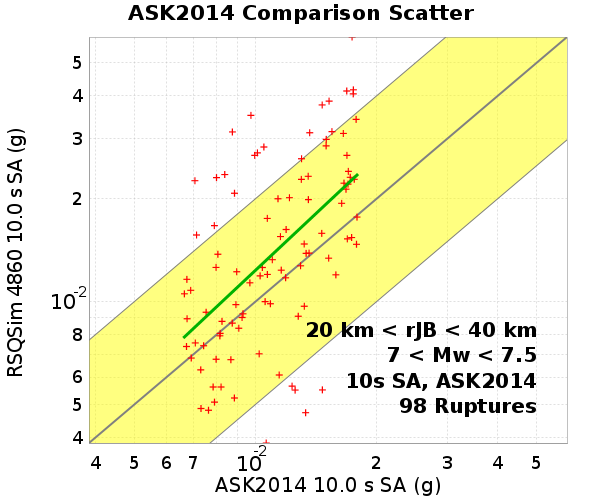 ASK2014 Comparison Scatter
RSQSim 4860 10.0 s SA (g)
5
4
3
2
10-2
8
6
5
4
20 km < rJB < 40 km
7 < Mw < 7.5
10s SA, ASK2014
98 Ruptures
4 5 6 7 10-2 2 3 4 5
ASK2014 10.0 s SA (g)